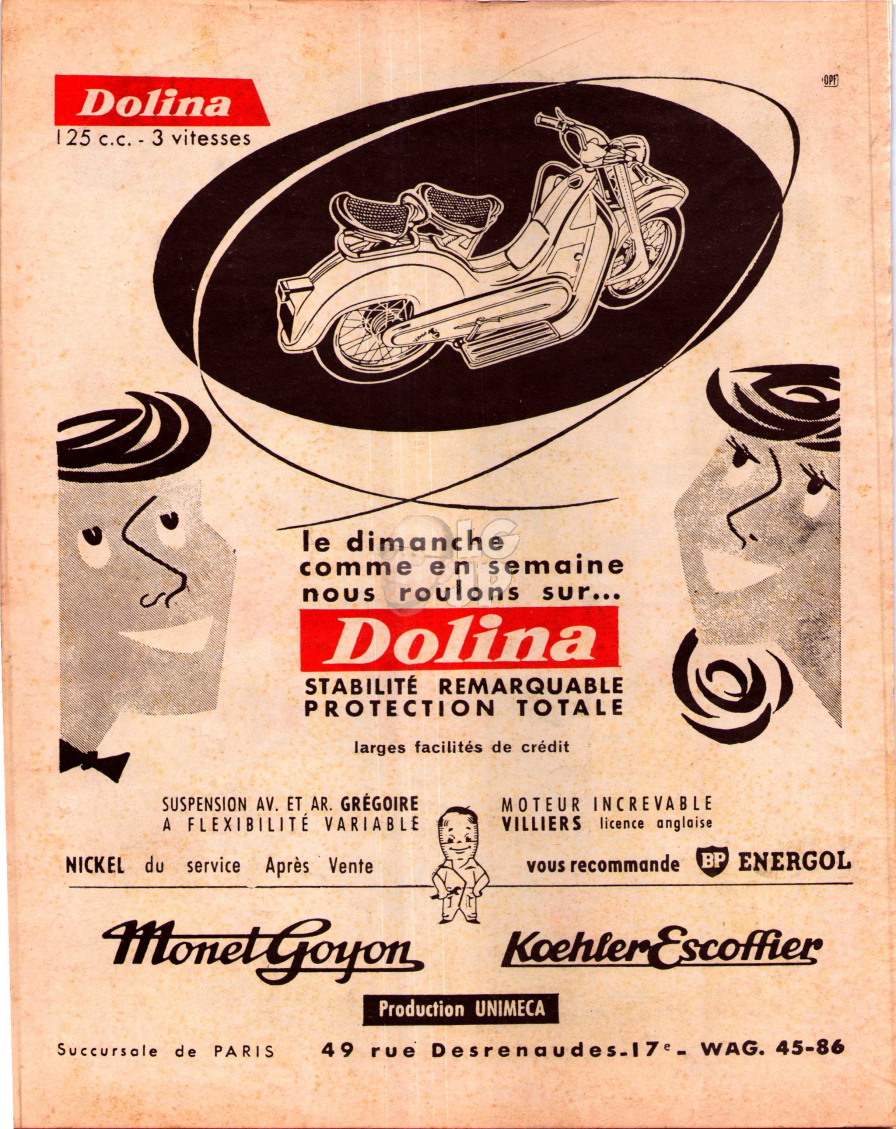 Dolina
125 c.c. - 3 vitesses
OPF
le dimanche
comme en semaine
nous roulons sur...
Dolina
STABILITÉ REMARQUABLE
PROTECTION TOTALE
larges facilités de crédit
SUSPENSION AV. ET AR. GRÉGOIRE
A FLEXIBILITÉ VARIABLE
MOTEUR INCREVABLE
VILLIERS licence anglaise
NICKEL du service Après Vente
vous recommande BP ENERGOL
Monet Goyon
Koehler Escoffier
Production UNIMECA
Succursale de PARIS 49 rue Desrenaudes-17e - WAG. 45-86